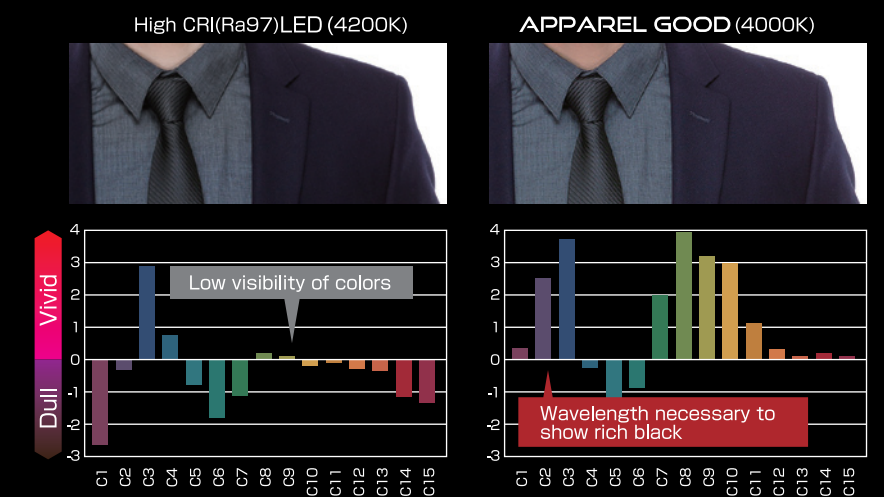 High CRI(Ra97)LED (4200K)
APPAREL GOOD (4000K)
Vivid
Dull
4
3
2
1
0
-1
-2
-3
Low visibility of colors
C1 C2 C3 C4 C5 C6 C7 C8 C9 C10 C11 C12 C13 C14 C15
4
3
2
1
0
-1
-2
-3
Wavelength necessary to
show rich black
C1 C2 C3 C4 C5 C6 C7 C8 C9 C10 C11 C12 C13 C14 C15